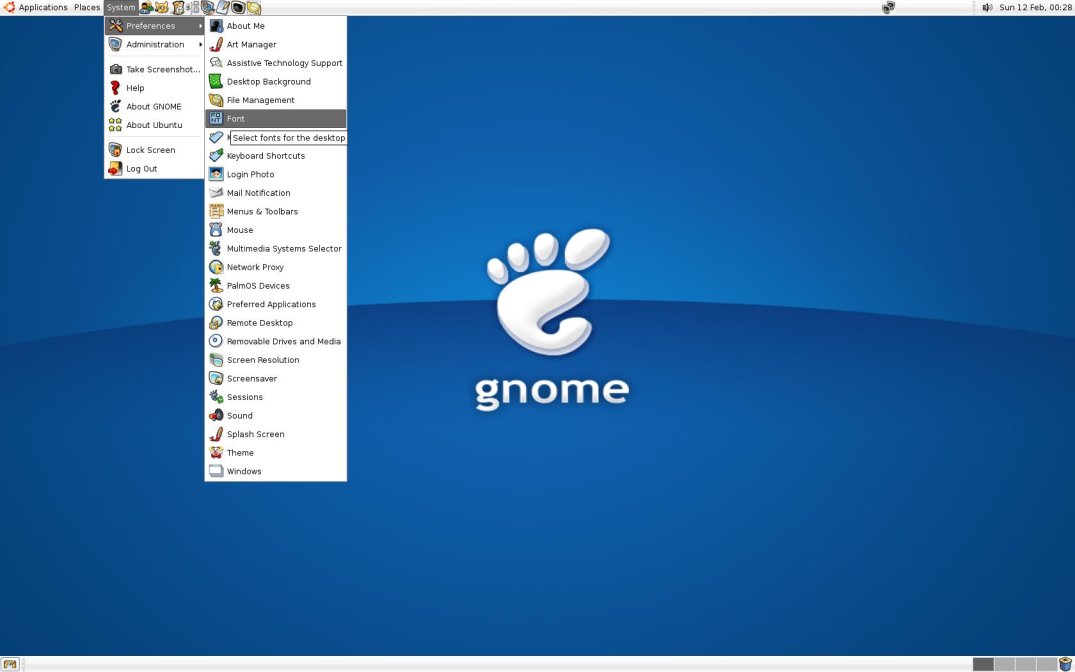 Applications Places System
Sun 12 Feb, 00:28
Preferences
Administration
Take Screenshot...
Help
About GNOME
About Ubuntu
Lock Screen
Log Out
About Me
Art Manager
Assistive Technology Support
Desktop Background
File Management
Font
Select fonts for the desktop
Keyboard Shortcuts
Login Photo
Mail Notification
Menus & Toolbars
Mouse
Multimedia Systems Selector
Network Proxy
PalmOS Devices
Preferred Applications
Remote Desktop
Removable Drives and Media
Screen Resolution
Screensaver
Sessions
Sound
Splash Screen
Theme
Windows
gnome